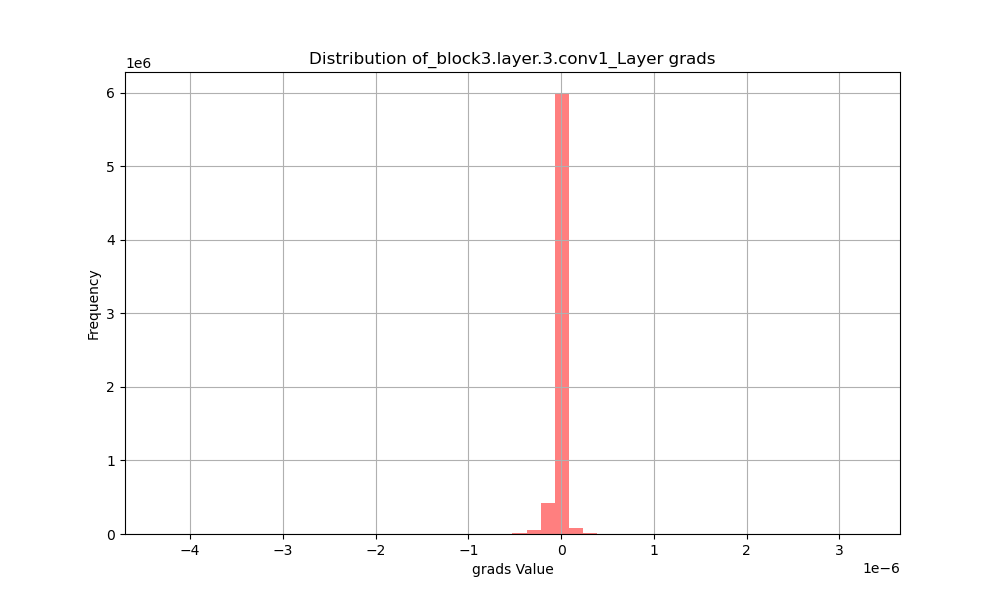 Distribution of_block3.layer.3.conv1_Layer grads
1e6
6
5
4
3
2
1
0
Frequency
−4 −3 −2 −1 0 1 2 3
1e−6
grads Value